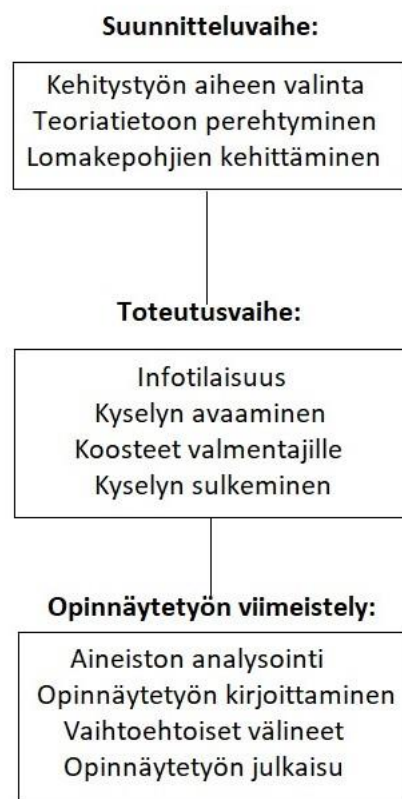 Suunnitteluvaihe:
Kehitystyön aiheen valinta
Teoriatietoon perehtyminen
Lomakepohjien kehittäminen
Toteutusvaihe:
Infotilaisuus
Kyselyn avaaminen
Koosteet valmentajille
Kyselyn sulkeminen
Opinnäytetyön viimeistely:
Aineiston analysointi
Opinnäytetyön kirjoittaminen
Vaihtoehtoiset välineet
Opinnäytetyön julkaisu